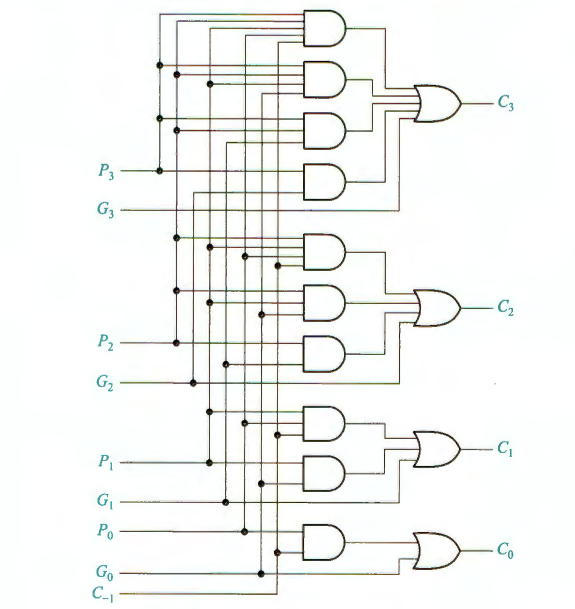 P₃
G₃
C₃
P₂
G₂
C₂
P₁
G₁
C₁
P₀
G₀
C₋₁
C₀